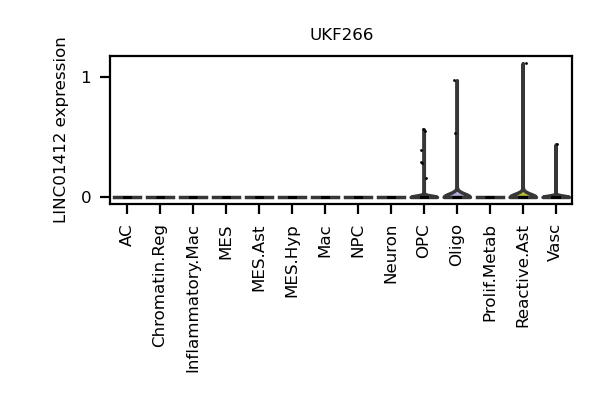 UKF266
LINC01412 expression
1
0
AC
Chromatin.Reg
Inflammatory.Mac
MES
MES.Ast
MES.Hyp
Mac
NPC
Neuron
OPC
Oligo
Prolif.Metab
Reactive.Ast
Vasc